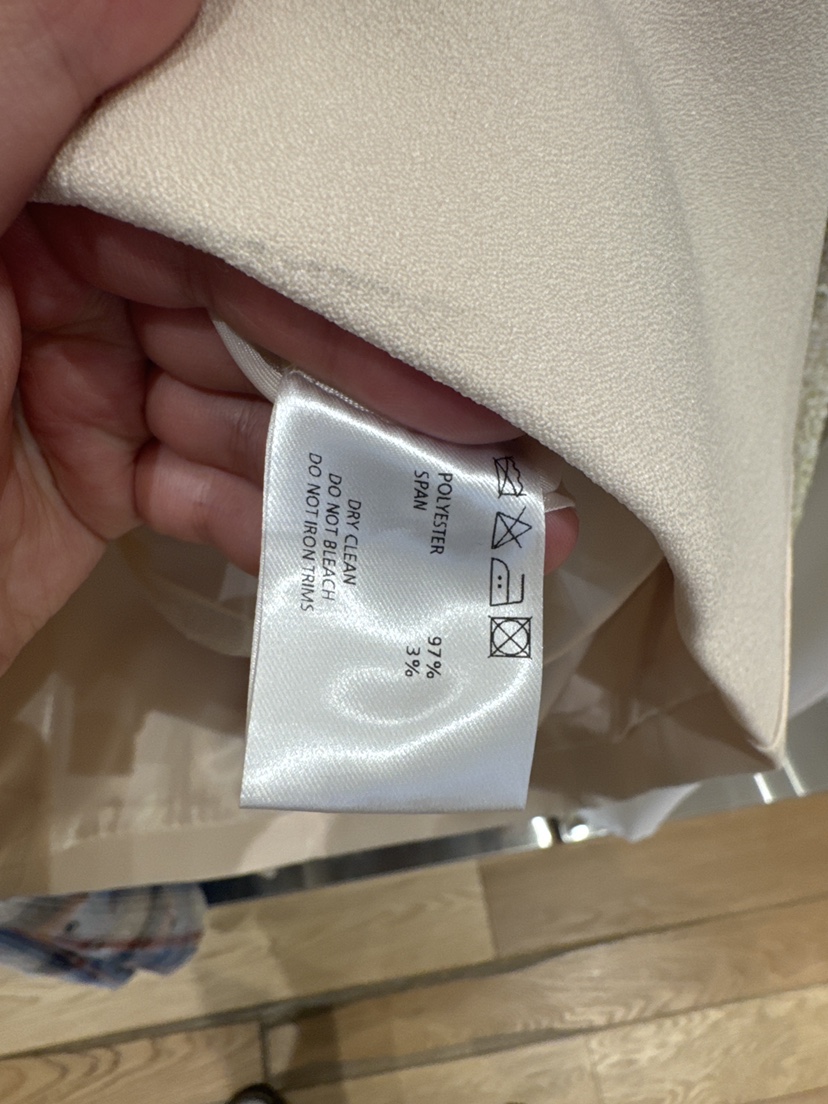 POLYESTER 97%
SPAN 3%
DRY CLEAN
DO NOT BLEACH
DO NOT IRON TRIMS